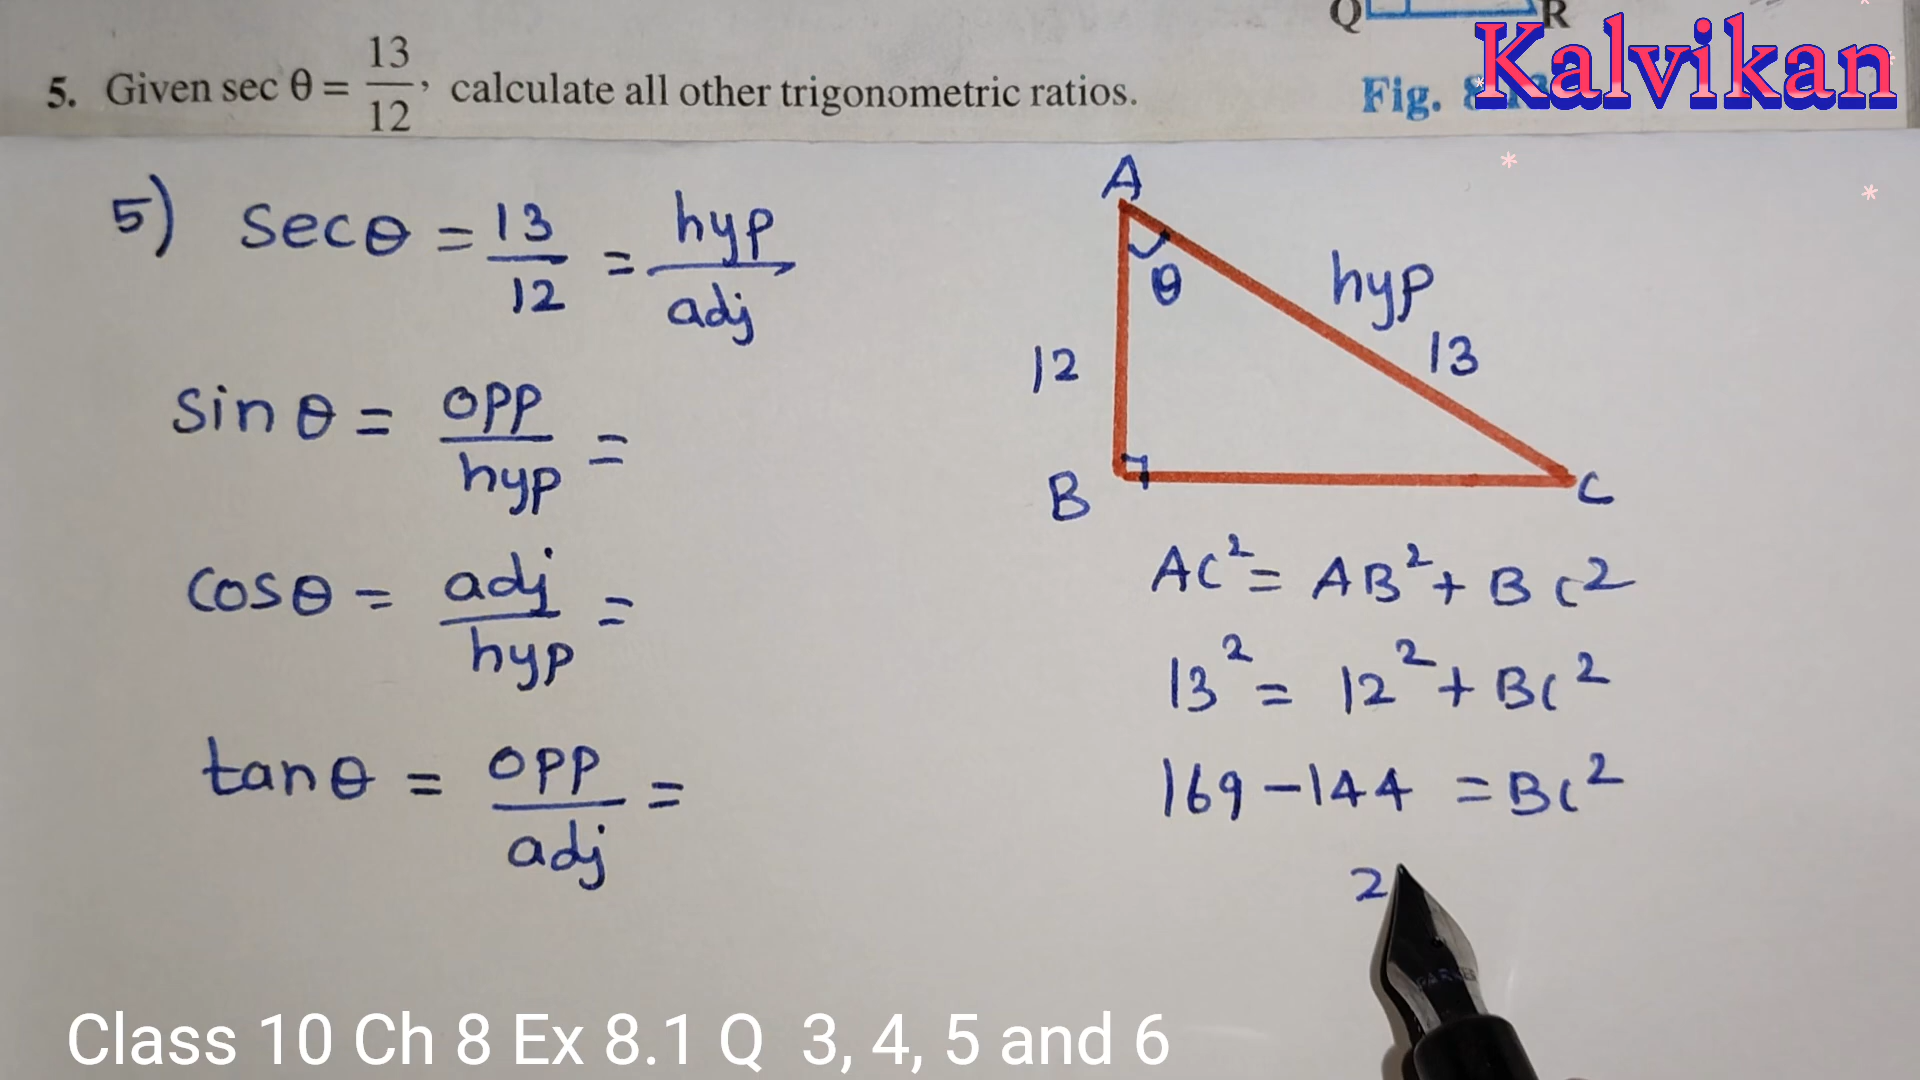 Q R
Kalvikan
5. Given sec θ = 13/12, calculate all other trigonometric ratios.
Fig.
5) secθ = 13/12 = hyp/adj
sin θ = opp/hyp =
cosθ = adj/hyp =
tanθ = opp/adj =
A
θ
hyp
13
12
B
C
AC² = AB² + BC²
13² = 12² + BC²
169 - 144 = BC²
2
PARKER
Class 10 Ch 8 Ex 8.1 Q 3, 4, 5 and 6